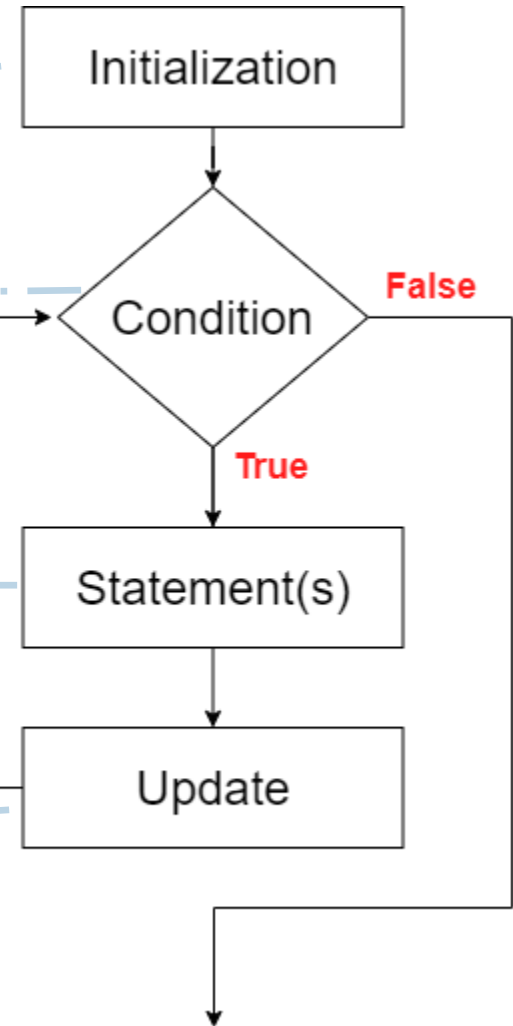 Initialization
Condition
False
True
Statement(s)
Update